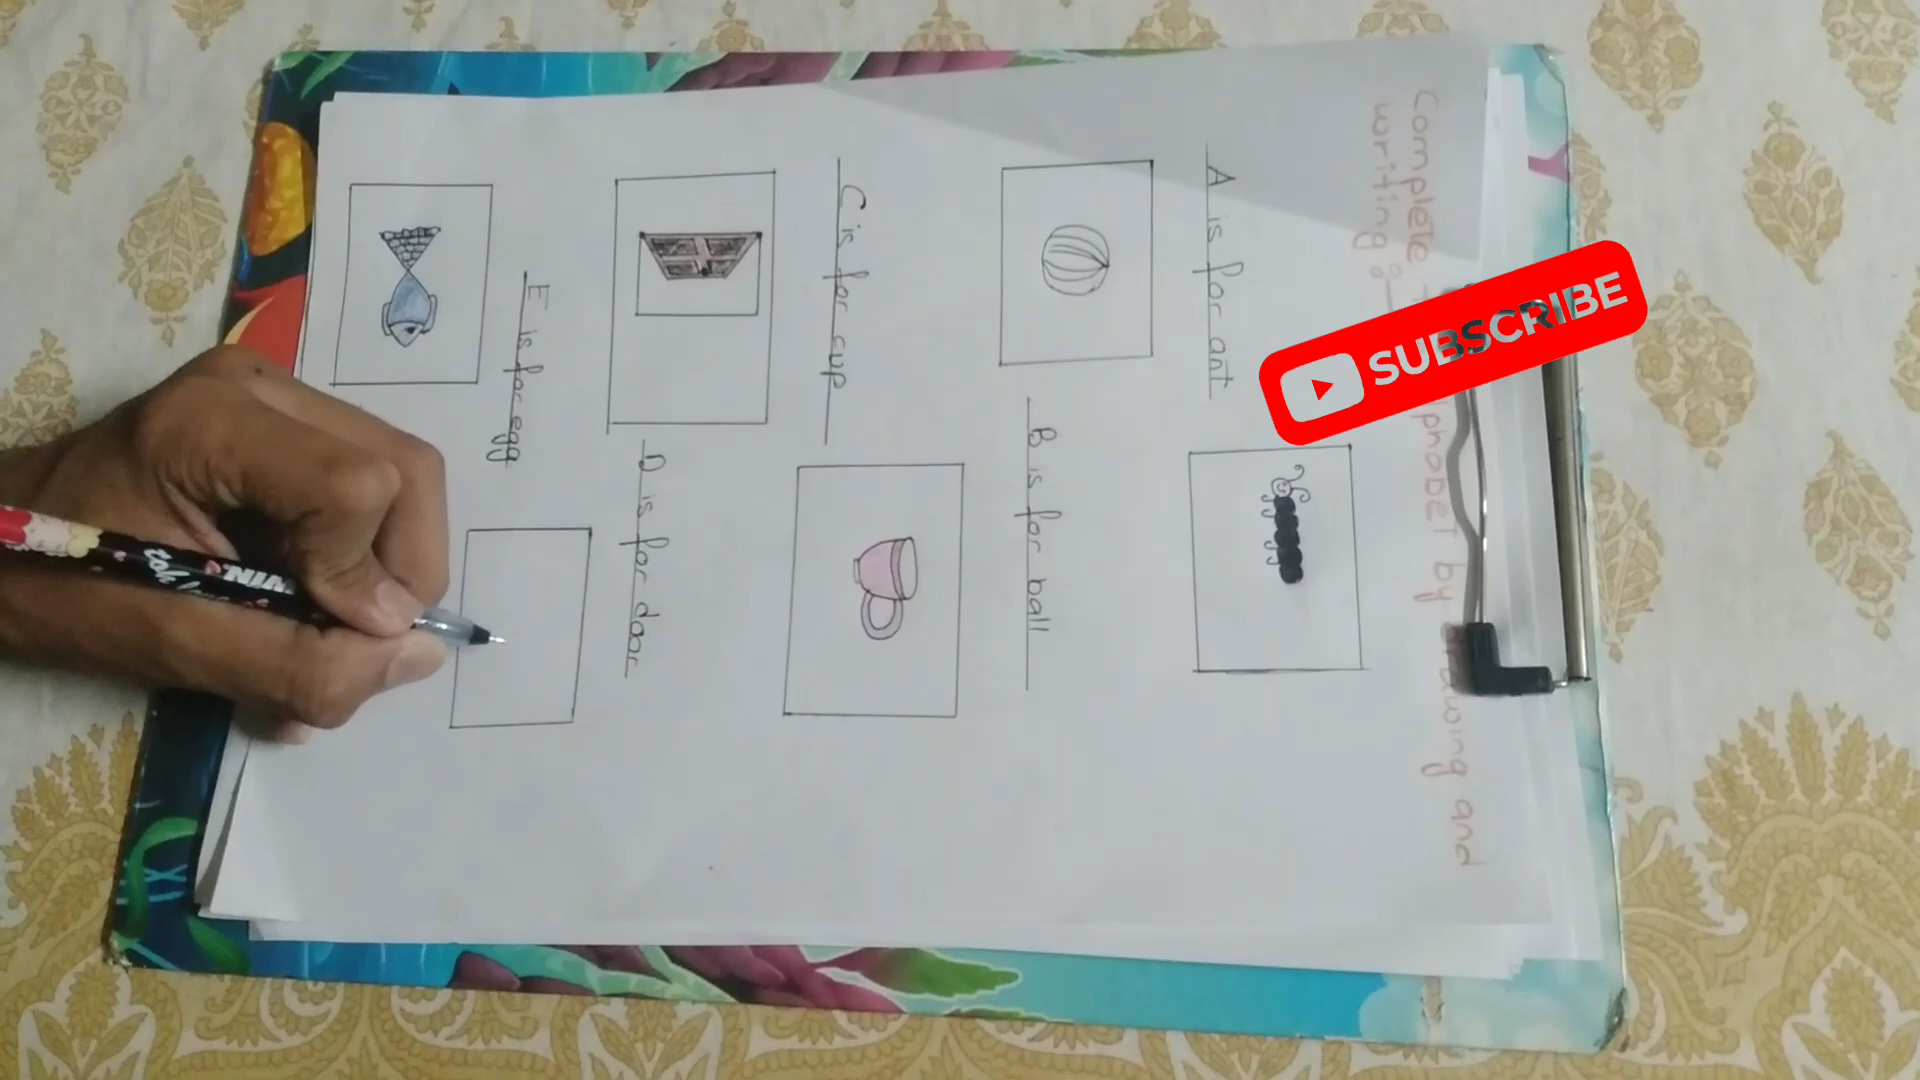 Complete alphabet by drawing and
writing
A is for ant
B is for ball
C is for cup
D is for door
E is for egg
SUBSCRIBE
WIN